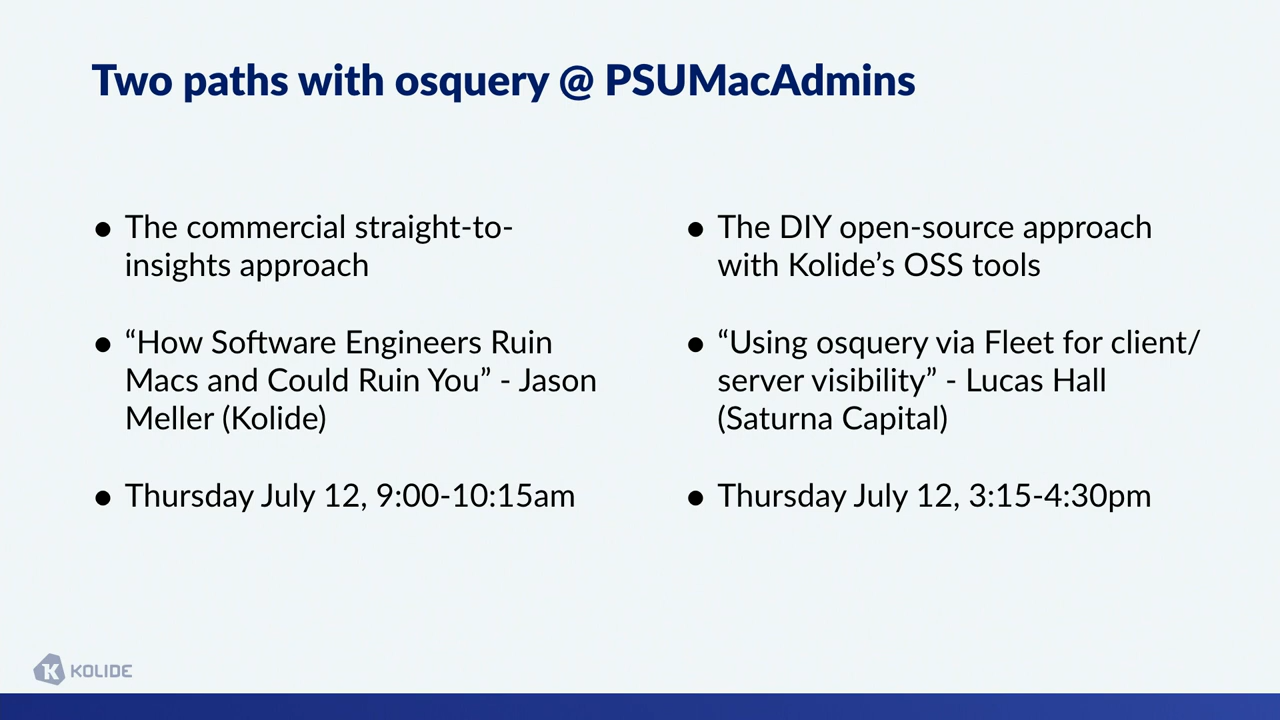 Two paths with osquery @ PSUMacAdmins
● The commercial straight-to-
insights approach
● “How Software Engineers Ruin
Macs and Could Ruin You” - Jason
Meller (Kolide)
● Thursday July 12, 9:00-10:15am
● The DIY open-source approach
with Kolide’s OSS tools
● “Using osquery via Fleet for client/
server visibility” - Lucas Hall
(Saturna Capital)
● Thursday July 12, 3:15-4:30pm
K KOLIDE